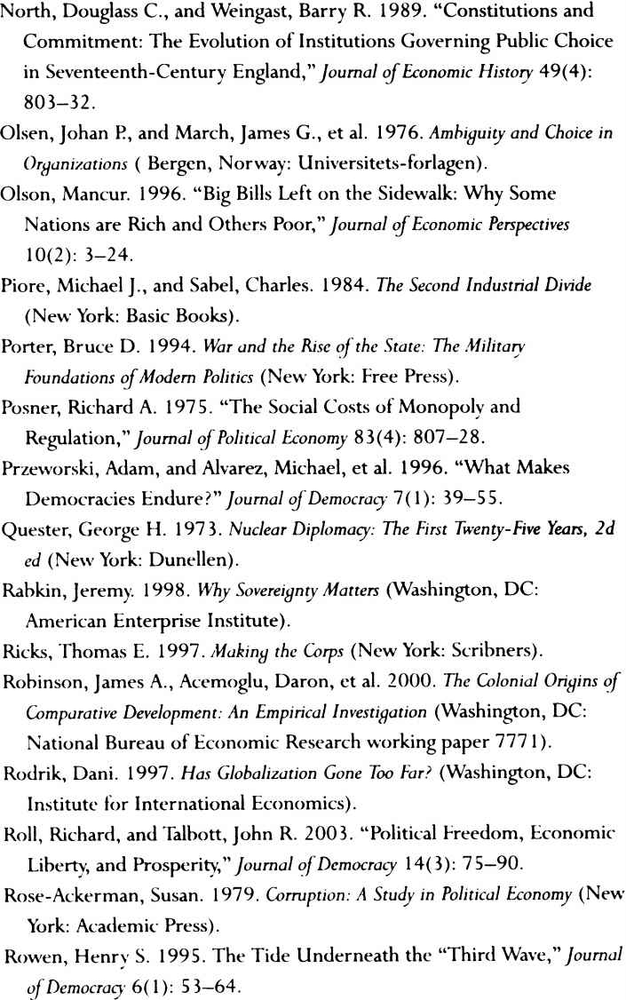 North, Douglass C., and Weingast, Barry R. 1989. “Constitutions and
Commitment: The Evolution of Institutions Governing Public Choice
in Seventeenth-Century England,” Journal of Economic History 49(4):
803–32.
Olsen, Johan P., and March, James G., et al. 1976. Ambiguity and Choice in
Organizations ( Bergen, Norway: Universitets-forlagen).
Olson, Mancur. 1996. “Big Bills Left on the Sidewalk: Why Some
Nations are Rich and Others Poor,” Journal of Economic Perspectives
10(2): 3–24.
Piore, Michael J., and Sabel, Charles. 1984. The Second Industrial Divide
(New York: Basic Books).
Porter, Bruce D. 1994. War and the Rise of the State: The Military
Foundations of Modern Politics (New York: Free Press).
Posner, Richard A. 1975. “The Social Costs of Monopoly and
Regulation,” Journal of Political Economy 83(4): 807–28.
Przeworski, Adam, and Alvarez, Michael, et al. 1996. “What Makes
Democracies Endure?” Journal of Democracy 7(1): 39–55.
Quester, George H. 1973. Nuclear Diplomacy: The First Twenty-Five Years, 2d
ed (New York: Dunellen).
Rabkin, Jeremy. 1998. Why Sovereignty Matters (Washington, DC:
American Enterprise Institute).
Ricks, Thomas E. 1997. Making the Corps (New York: Scribners).
Robinson, James A., Acemoglu, Daron, et al. 2000. The Colonial Origins of
Comparative Development: An Empirical Investigation (Washington, DC:
National Bureau of Economic Research working paper 7771).
Rodrik, Dani. 1997. Has Globalization Gone Too Far? (Washington, DC:
Institute for International Economics).
Roll, Richard, and Talbott, John R. 2003. “Political Freedom, Economic
Liberty, and Prosperity,” Journal of Democracy 14(3): 75–90.
Rose-Ackerman, Susan. 1979. Corruption: A Study in Political Economy (New
York: Academic Press).
Rowen, Henry S. 1995. The Tide Underneath the “Third Wave,” Journal
of Democracy 6(1): 53–64.